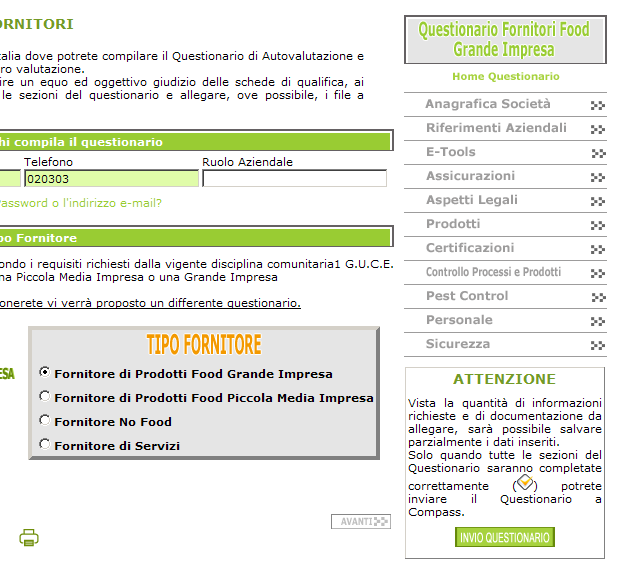 ORNITORI
talia dove potrete compilare il Questionario di Autovalutazione e
ro valutazione.
ire un equo ed oggettivo giudizio delle schede di qualifica, ai
le sezioni del questionario e allegare, ove possibile, i file a
hi compila il questionario
Telefono Ruolo Aziendale
020303
Password o l'indirizzo e-mail?
po Fornitore
ondo i requisiti richiesti dalla vigente disciplina comunitaria1 G.U.C.E.
na Piccola Media Impresa o una Grande Impresa
onerete vi verrà proposto un differente questionario.
TIPO FORNITORE
ESA
Fornitore di Prodotti Food Grande Impresa
Fornitore di Prodotti Food Piccola Media Impresa
Fornitore No Food
Fornitore di Servizi
AVANTI
Questionario Fornitori Food
Grande Impresa
Home Questionario
Anagrafica Società
Riferimenti Aziendali
E-Tools
Assicurazioni
Aspetti Legali
Prodotti
Certificazioni
Controllo Processi e Prodotti
Pest Control
Personale
Sicurezza
ATTENZIONE
Vista la quantità di informazioni
richieste e di documentazione da
allegare, sarà possibile salvare
parzialmente i dati inseriti.
Solo quando tutte le sezioni del
Questionario saranno completate
correttamente ( ) potrete
inviare il Questionario a
Compass.
INVIO QUESTIONARIO